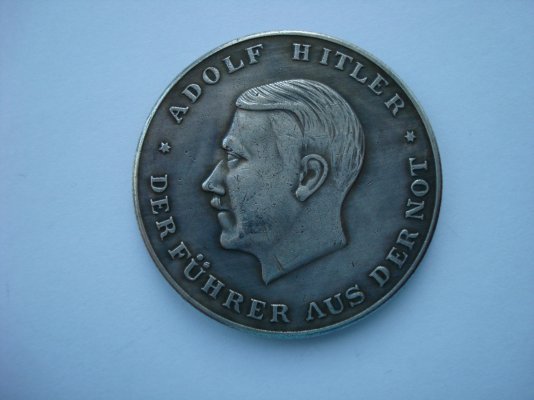 ADOLF HITLER
DER FÜHRER AUS DER NOT